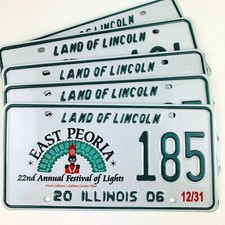 LAND OF LINCOLN
LAND OF LINCOLN
LAND OF LINCOLN
LAND OF LINCOLN
LAND OF LINCOLN
EAST PEORIA
185
22nd Annual Festival of Lights
20 ILLINOIS 06
12/31